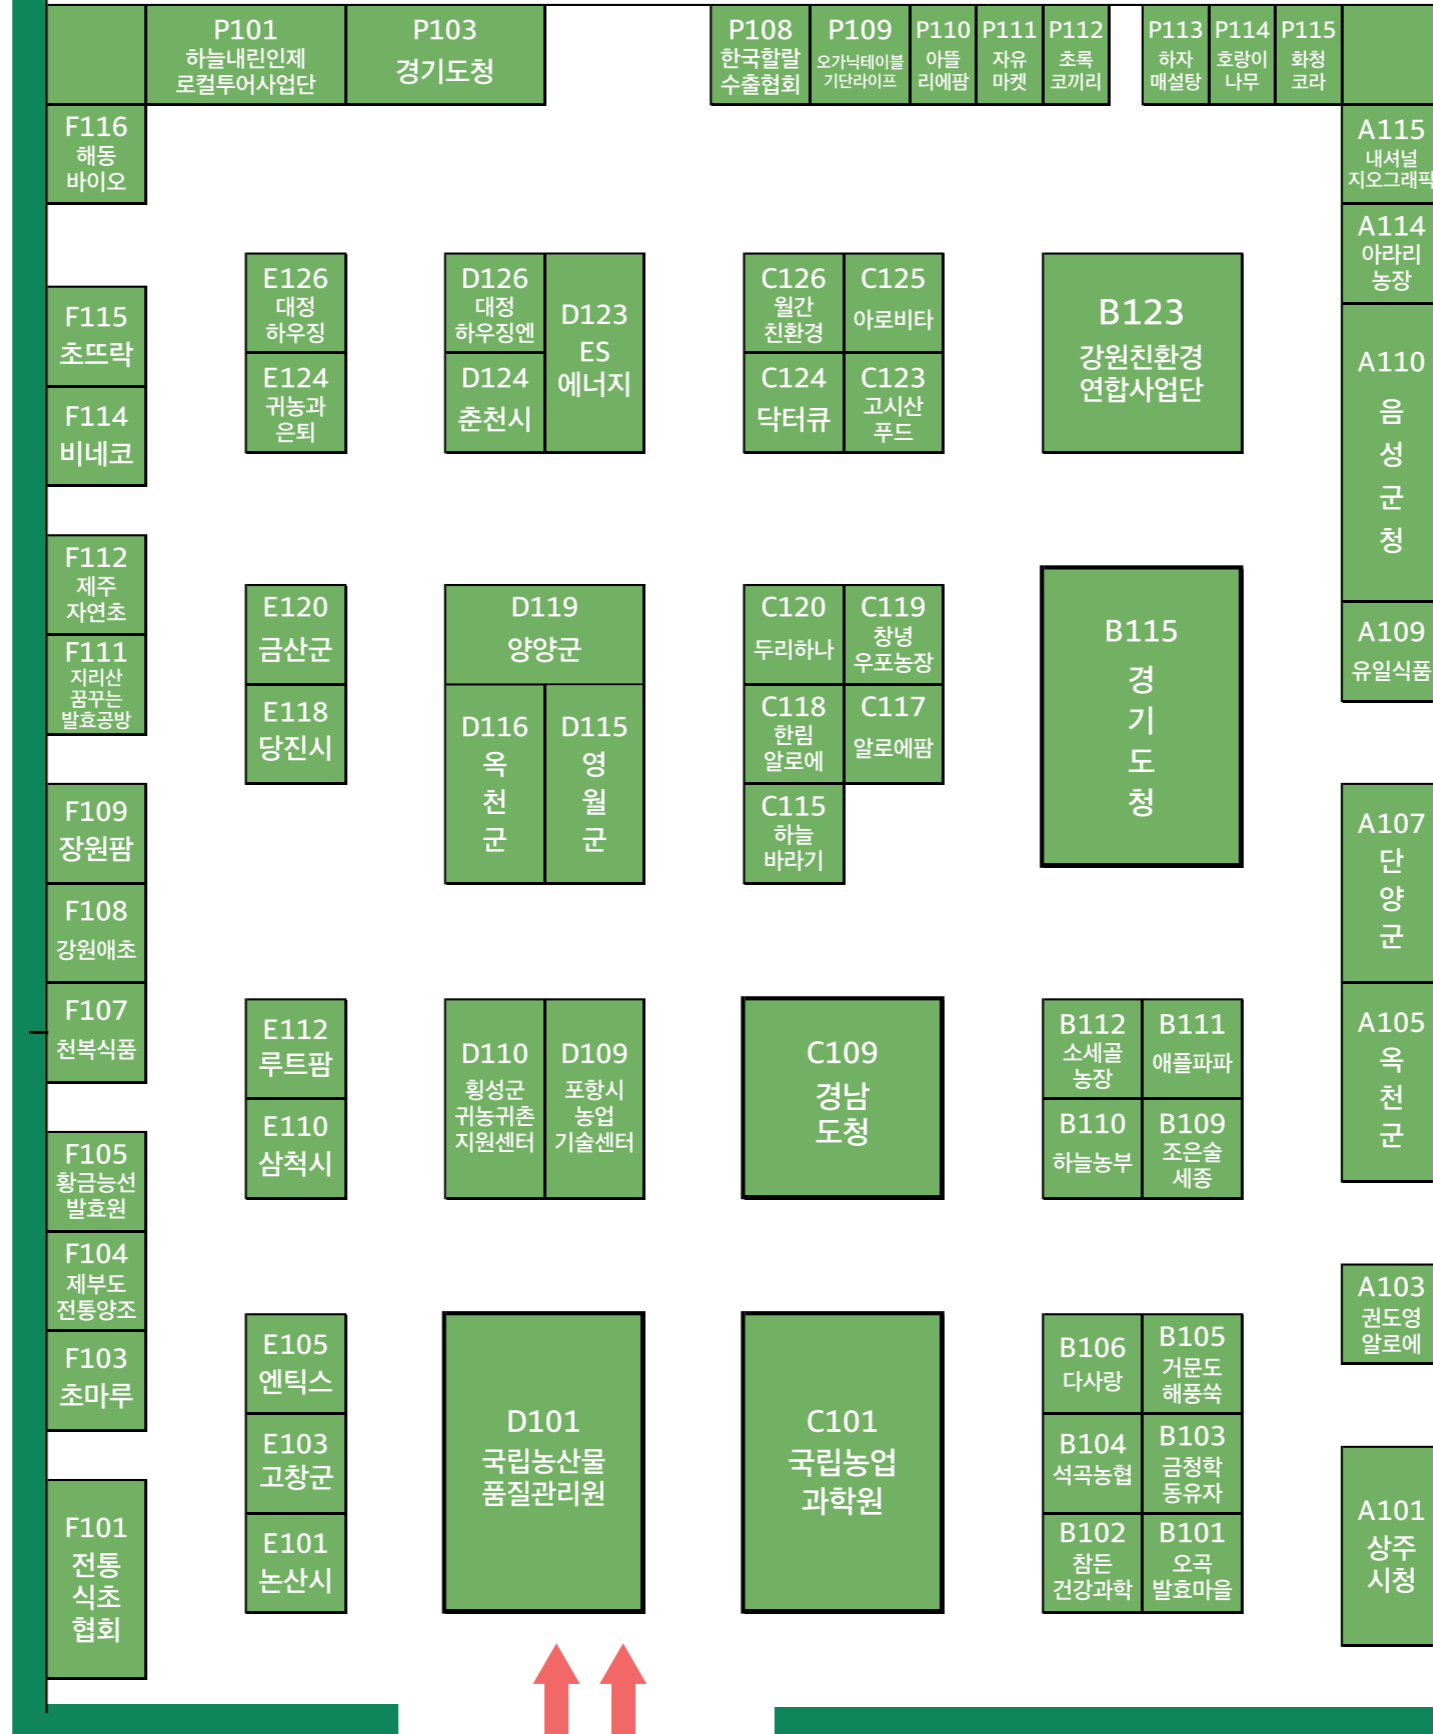 P101
하늘내린인제
로컬투어사업단
P103
경기도청
P108
한국할랄
수출협회
P109
오가닉테이블
기단라이프
P110
아뜰
리에팜
P111
자유
마켓
P112
초록
코끼리
P113
하자
매설탕
P114
호랑이
나무
P115
화청
코라
F116
해동
바이오
A115
내셔널
지오그래픽
A114
아라리
농장
F115
초뜨락
F114
비네코
E126
대정
하우징
E124
귀농과
은퇴
D126
대정
하우징엔
D124
춘천시
D123
ES
에너지
C126
월간
친환경
C125
아로비타
C124
닥터큐
C123
고시산
푸드
B123
강원친환경
연합사업단
A110
음
성
군
청
F112
제주
자연초
F111
지리산
꿈꾸는
발효공방
E120
금산군
E118
당진시
D119
양양군
D116
옥
천
군
D115
영
월
군
C120
두리하나
C119
창녕
우포농장
C118
한림
알로에
C117
알로에팜
C115
하늘
바라기
B115
경
기
도
청
A109
유일식품
F109
장원팜
F108
강원애초
F107
천복식품
A107
단
양
군
A105
옥
천
군
E112
루트팜
E110
삼척시
D110
횡성군
귀농귀촌
지원센터
D109
포항시
농업
기술센터
C109
경남
도청
B112
소세골
농장
B111
애플파파
B110
하늘농부
B109
조은술
세종
F105
황금능선
발효원
F104
제부도
전통양조
F103
초마루
A103
권도영
알로에
E105
엔틱스
E103
고창군
E101
논산시
D101
국립농산물
품질관리원
C101
국립농업
과학원
B106
다사랑
B105
거문도
해풍쑥
B104
석곡농협
B103
금청학
동유자
B102
참든
건강과학
B101
오곡
발효마을
F101
전통
식초
협회
A101
상주
시청